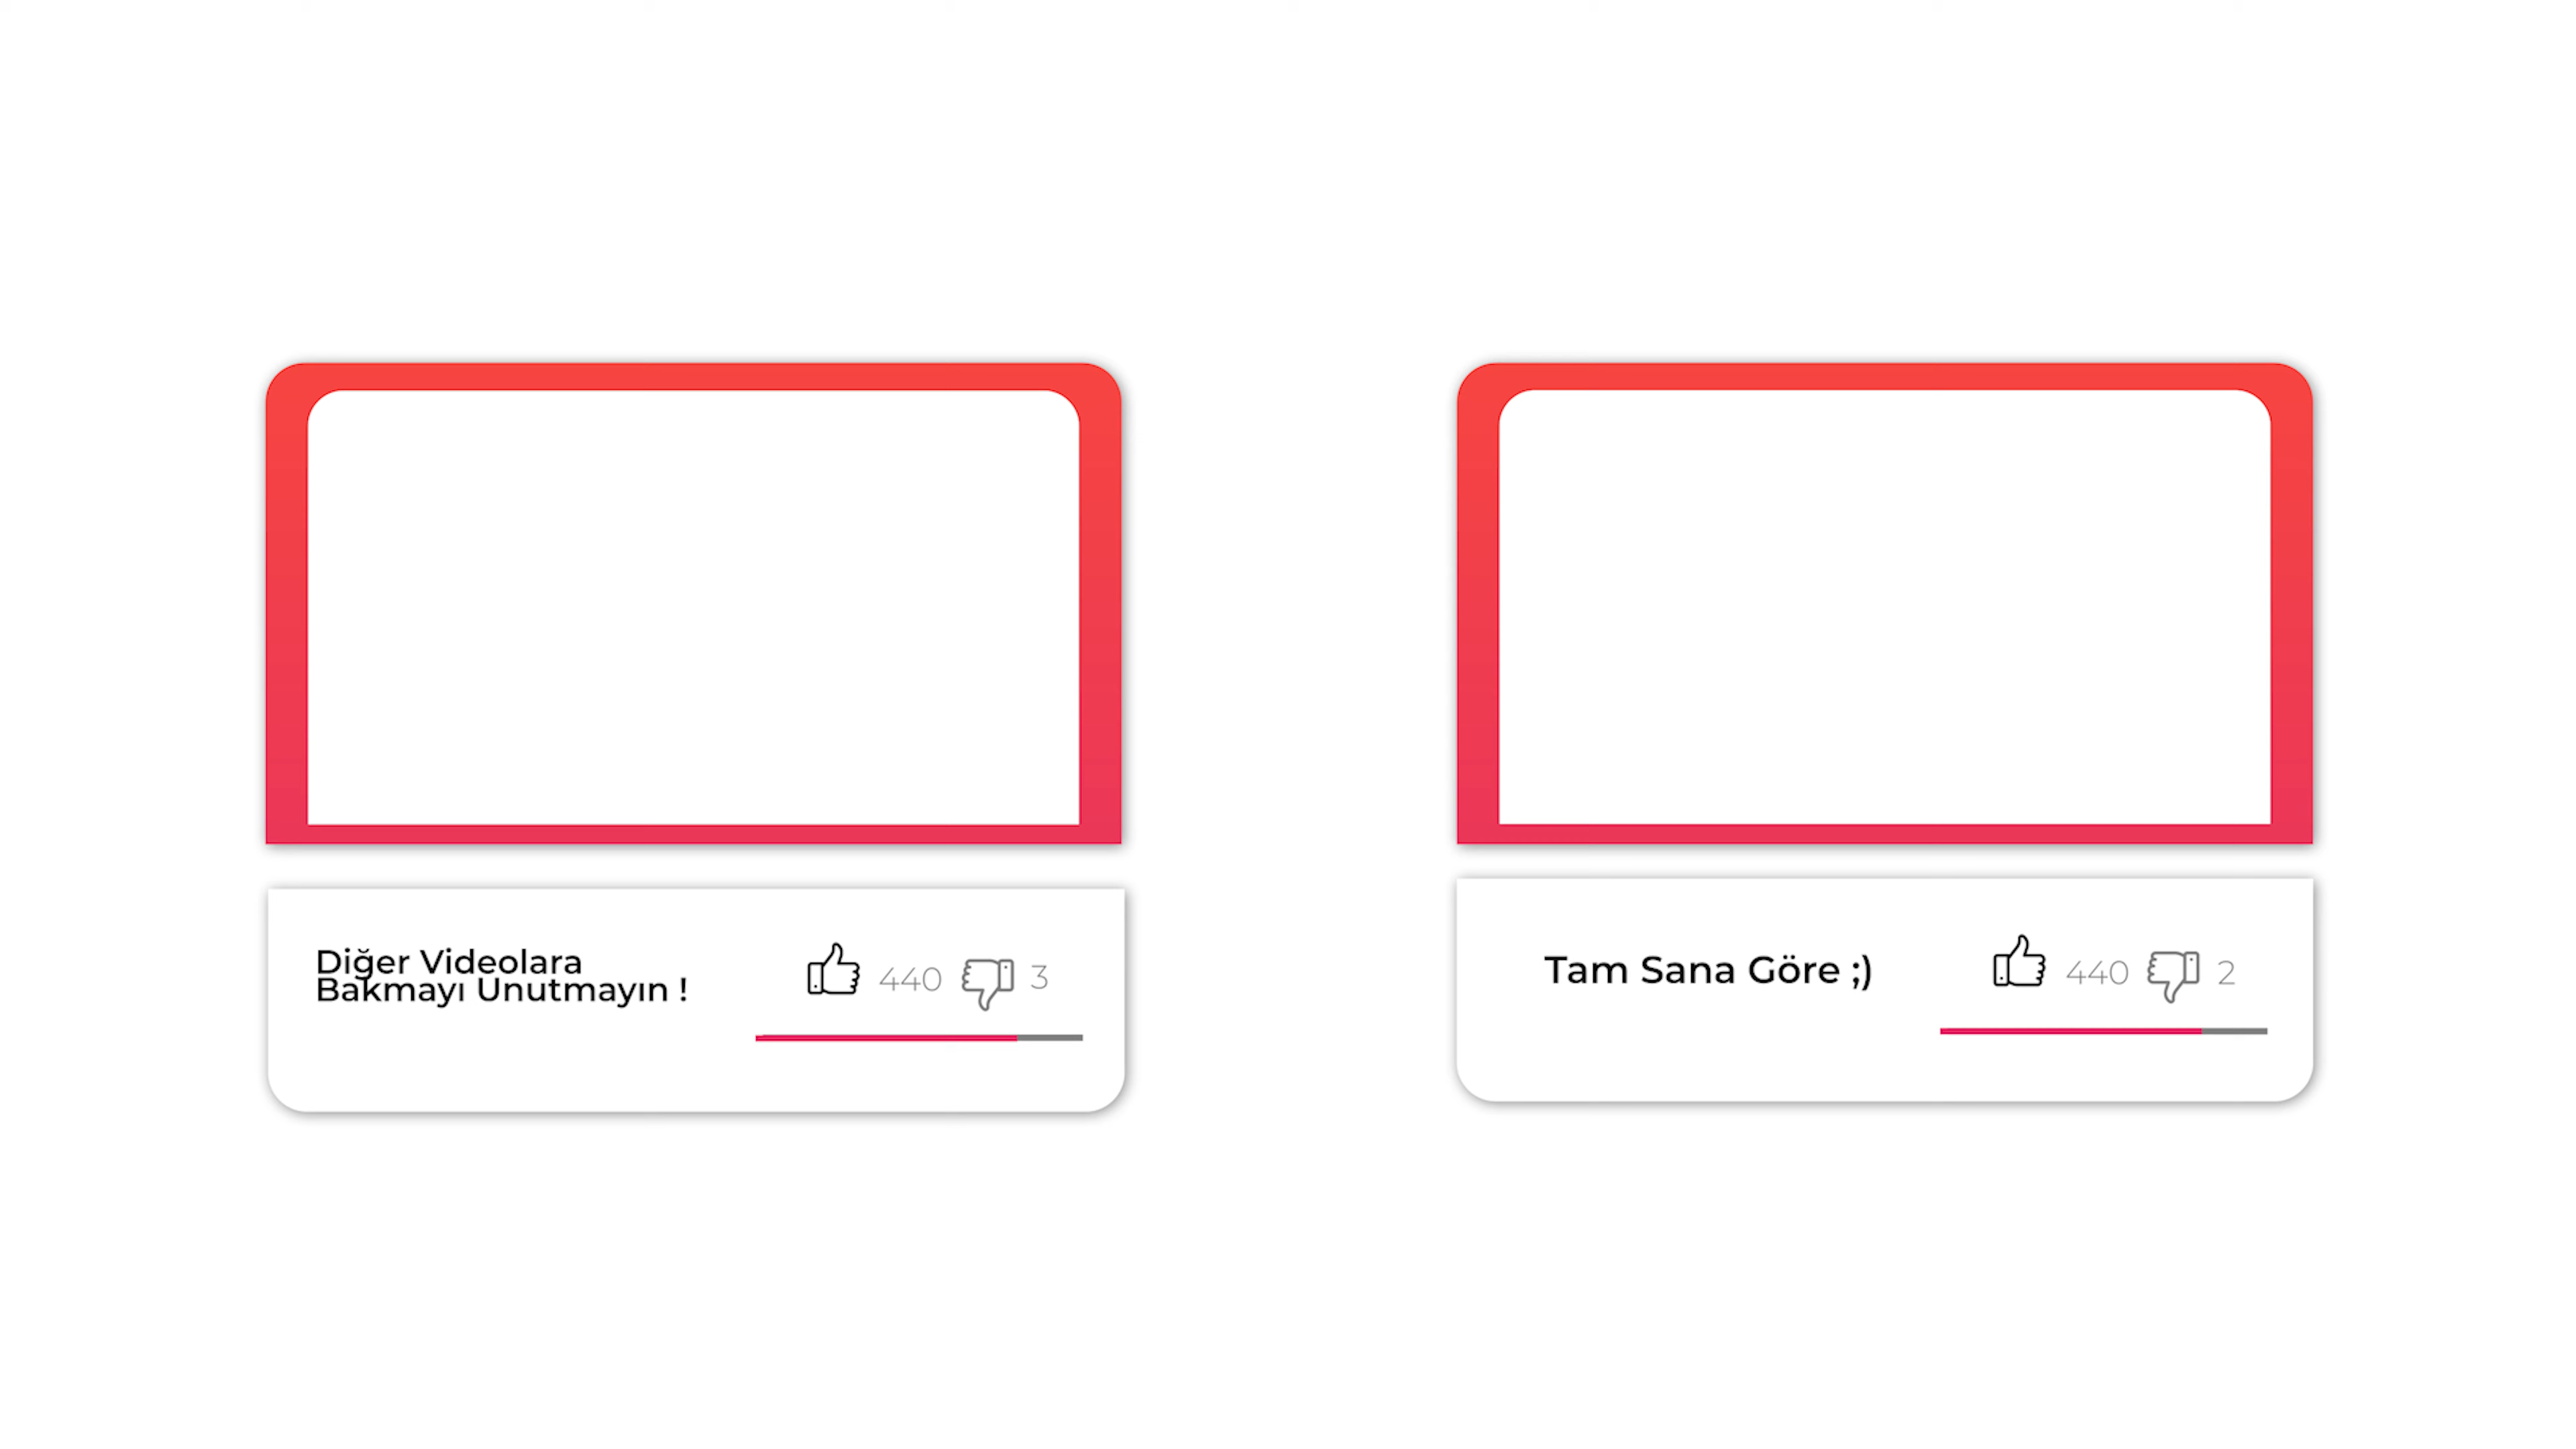 Diğer Videolara
Bakmayı Unutmayın !
440
3
Tam Sana Göre ;)
440
2